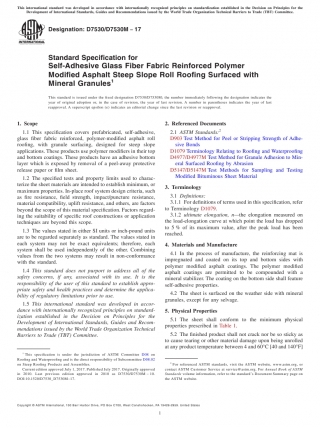 This international standard was developed in accordance with internationally recognized principles on standardization established in the Decision on Principles for the
Development of International Standards, Guides and Recommendations issued by the World Trade Organization Technical Barriers to Trade (TBT) Committee.
Designation: D7530/D7530M − 17
Standard Specification for
Self-Adhesive Glass Fiber Fabric Reinforced Polymer
Modified Asphalt Steep Slope Roll Roofing Surfaced with
Mineral Granules¹
This standard is issued under the fixed designation D7530/D7530M; the number immediately following the designation indicates the
year of original adoption or, in the case of revision, the year of last revision. A number in parentheses indicates the year of last
reapproval. A superscript epsilon (ε) indicates an editorial change since the last revision or reapproval.
1. Scope
1.1 This specification covers prefabricated, self-adhesive,
glass fiber fabric reinforced, polymer-modified asphalt roll
roofing, with granule surfacing, designed for steep slope
applications. These products use polymer modifiers in their top
and bottom coatings. These products have an adhesive bottom
layer which is exposed by removal of a peel-away protective
release paper or film sheet.
1.2 The specified tests and property limits used to charac-
terize the sheet materials are intended to establish minimum, or
maximum properties. In-place roof system design criteria, such
as fire resistance, field strength, impact/puncture resistance,
material compatibility, uplift resistance, and others, are factors
beyond the scope of this material specification. Factors regard-
ing the suitability of specific roof constructions or application
techniques are beyond this scope.
1.3 The values stated in either SI units or inch-pound units
are to be regarded separately as standard. The values stated in
each system may not be exact equivalents; therefore, each
system shall be used independently of the other. Combining
values from the two systems may result in non-conformance
with the standard.
1.4 This standard does not purport to address all of the
safety concerns, if any, associated with its use. It is the
responsibility of the user of this standard to establish appro-
priate safety and health practices and determine the applica-
bility of regulatory limitations prior to use.
1.5 This international standard was developed in accor-
dance with internationally recognized principles on standard-
ization established in the Decision on Principles for the
Development of International Standards, Guides and Recom-
mendations issued by the World Trade Organization Technical
Barriers to Trade (TBT) Committee.
¹ This specification is under the jurisdiction of ASTM Committee D08 on
Roofing and Waterproofing and is the direct responsibility of Subcommittee D08.02
on Steep Roofing Products and Assemblies.
Current edition approved July 1, 2017. Published July 2017. Originally approved
in 2010. Last previous edition approved in 2010 as D7530/D7530M – 10.
DOI:10.1520/D7530_D7530M-17.
2. Referenced Documents
2.1 ASTM Standards:²
D903 Test Method for Peel or Stripping Strength of Adhe-
sive Bonds
D1079 Terminology Relating to Roofing and Waterproofing
D4977/D4977M Test Method for Granule Adhesion to Min-
eral Surfaced Roofing by Abrasion
D5147/D5147M Test Methods for Sampling and Testing
Modified Bituminous Sheet Material
3. Terminology
3.1 Definitions:
3.1.1 For definitions of terms used in this specification, refer
to Terminology D1079.
3.1.2 ultimate elongation, n—the elongation measured on
the load-elongation curve at which point the load has dropped
to 5 % of its maximum value, after the peak load has been
reached.
4. Materials and Manufacture
4.1 In the process of manufacture, the reinforcing mat is
impregnated and coated on its top and bottom sides with
polymer modified asphalt coatings. The polymer modified
asphalt coatings are permitted to be compounded with a
mineral stabilizer. The coating on the bottom side shall feature
self-adhesive properties.
4.2 The sheet is surfaced on the weather side with mineral
granules, except for any selvage.
5. Physical Properties
5.1 The sheet shall conform to the minimum physical
properties prescribed in Table 1.
5.2 The finished product shall not crack nor be so sticky as
to cause tearing or other material damage upon being unrolled
at any product temperature between 4 and 60°C [40 and 140°F]
² For referenced ASTM standards, visit the ASTM website, www.astm.org, or
contact ASTM Customer Service at service@astm.org. For Annual Book of ASTM
Standards volume information, refer to the standard's Document Summary page on
the ASTM website.
Copyright © ASTM International, 100 Barr Harbor Drive, PO Box C700, West Conshohocken, PA 19428-2959. United States
1